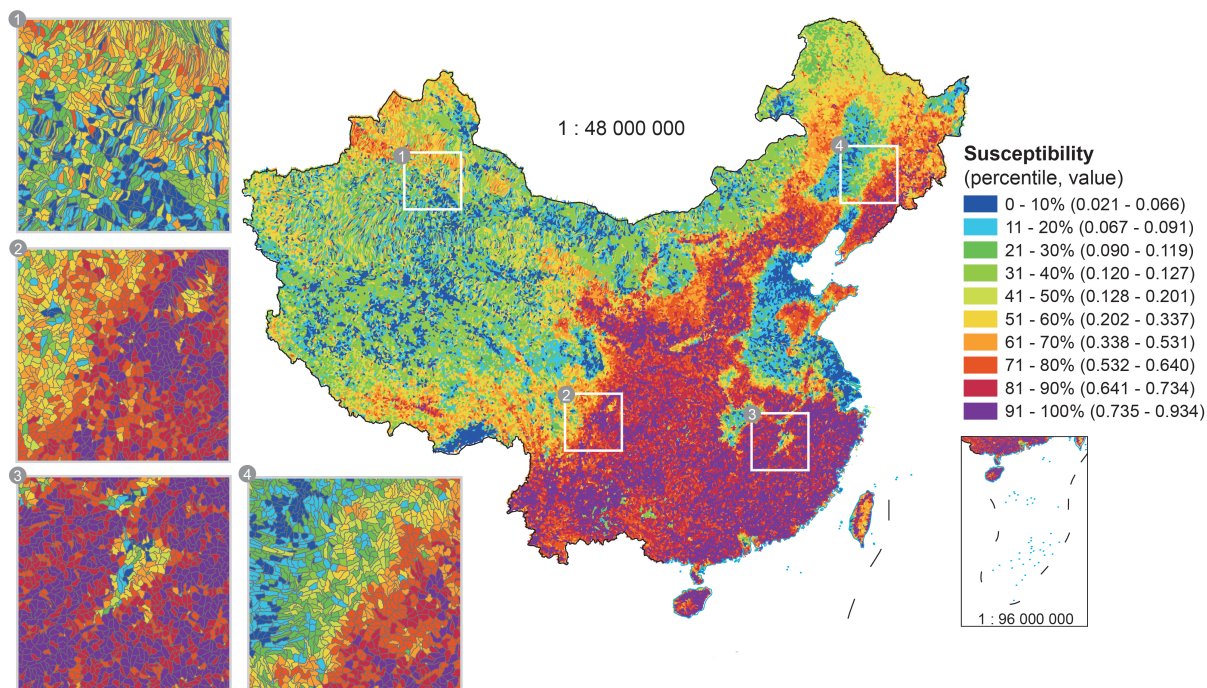 1
2
3
4
1 : 48 000 000
1
2
3
4
Susceptibility
(percentile, value)
0 - 10% (0.021 - 0.066)
11 - 20% (0.067 - 0.091)
21 - 30% (0.090 - 0.119)
31 - 40% (0.120 - 0.127)
41 - 50% (0.128 - 0.201)
51 - 60% (0.202 - 0.337)
61 - 70% (0.338 - 0.531)
71 - 80% (0.532 - 0.640)
81 - 90% (0.641 - 0.734)
91 - 100% (0.735 - 0.934)
1 : 96 000 000